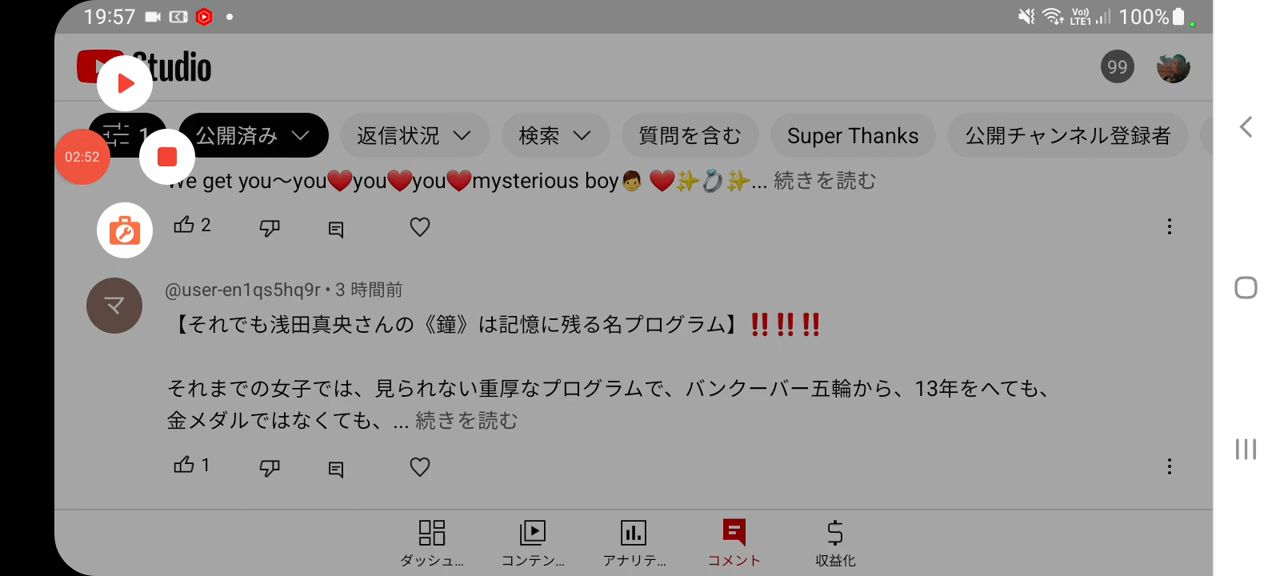 19:57
Vo)) LTE1 100%
Studio
99
1 公開済み 返信状況 検索 質問を含む Super Thanks 公開チャンネル登録者
02:52
We get you〜you❤️you❤️you❤️mysterious boy👦 ❤️✨💍✨... 続きを読む
2
マ
@user-en1qs5hq9r • 3 時間前
【それでも浅田真央さんの《鐘》は記憶に残る名プログラム】‼️‼️‼️
それまでの女子では、見られない重厚なプログラムで、バンクーバー五輪から、13年をへても、
金メダルではなくても、... 続きを読む
1
ダッシュ... コンテン... アナリテ... コメント 収益化